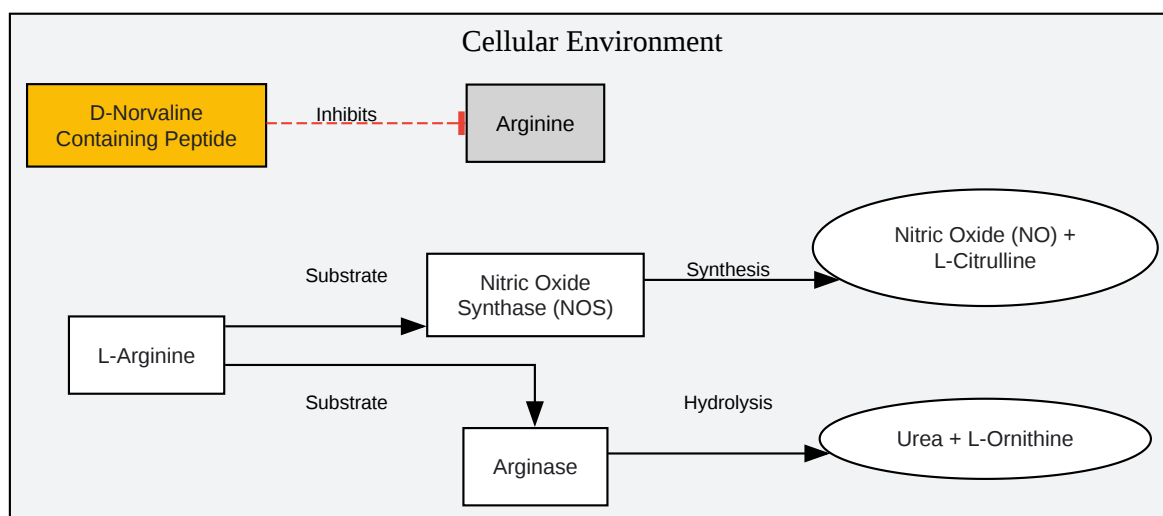 Cellular Environment
D-Norvaline
Containing Peptide
Inhibits
Arginine
Nitric Oxide (NO) +
L-Citrulline
Substrate
Nitric Oxide
Synthase (NOS)
Synthesis
L-Arginine
Substrate
Hydrolysis
Arginase
Urea + L-Ornithine